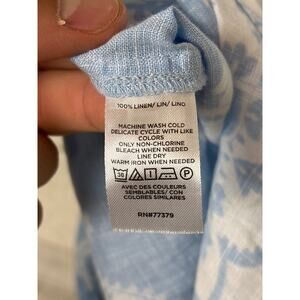 100% LINEN/ LIN/ LINO
MACHINE WASH COLD
DELICATE CYCLE WITH LIKE
COLORS
ONLY NON-CHLORINE
BLEACH WHEN NEEDED
LINE DRY
WARM IRON WHEN NEEDED
30 P
AVEC DES COULEURS
SEMBLABLES/ CON
COLORES SIMILARES
RN#77379